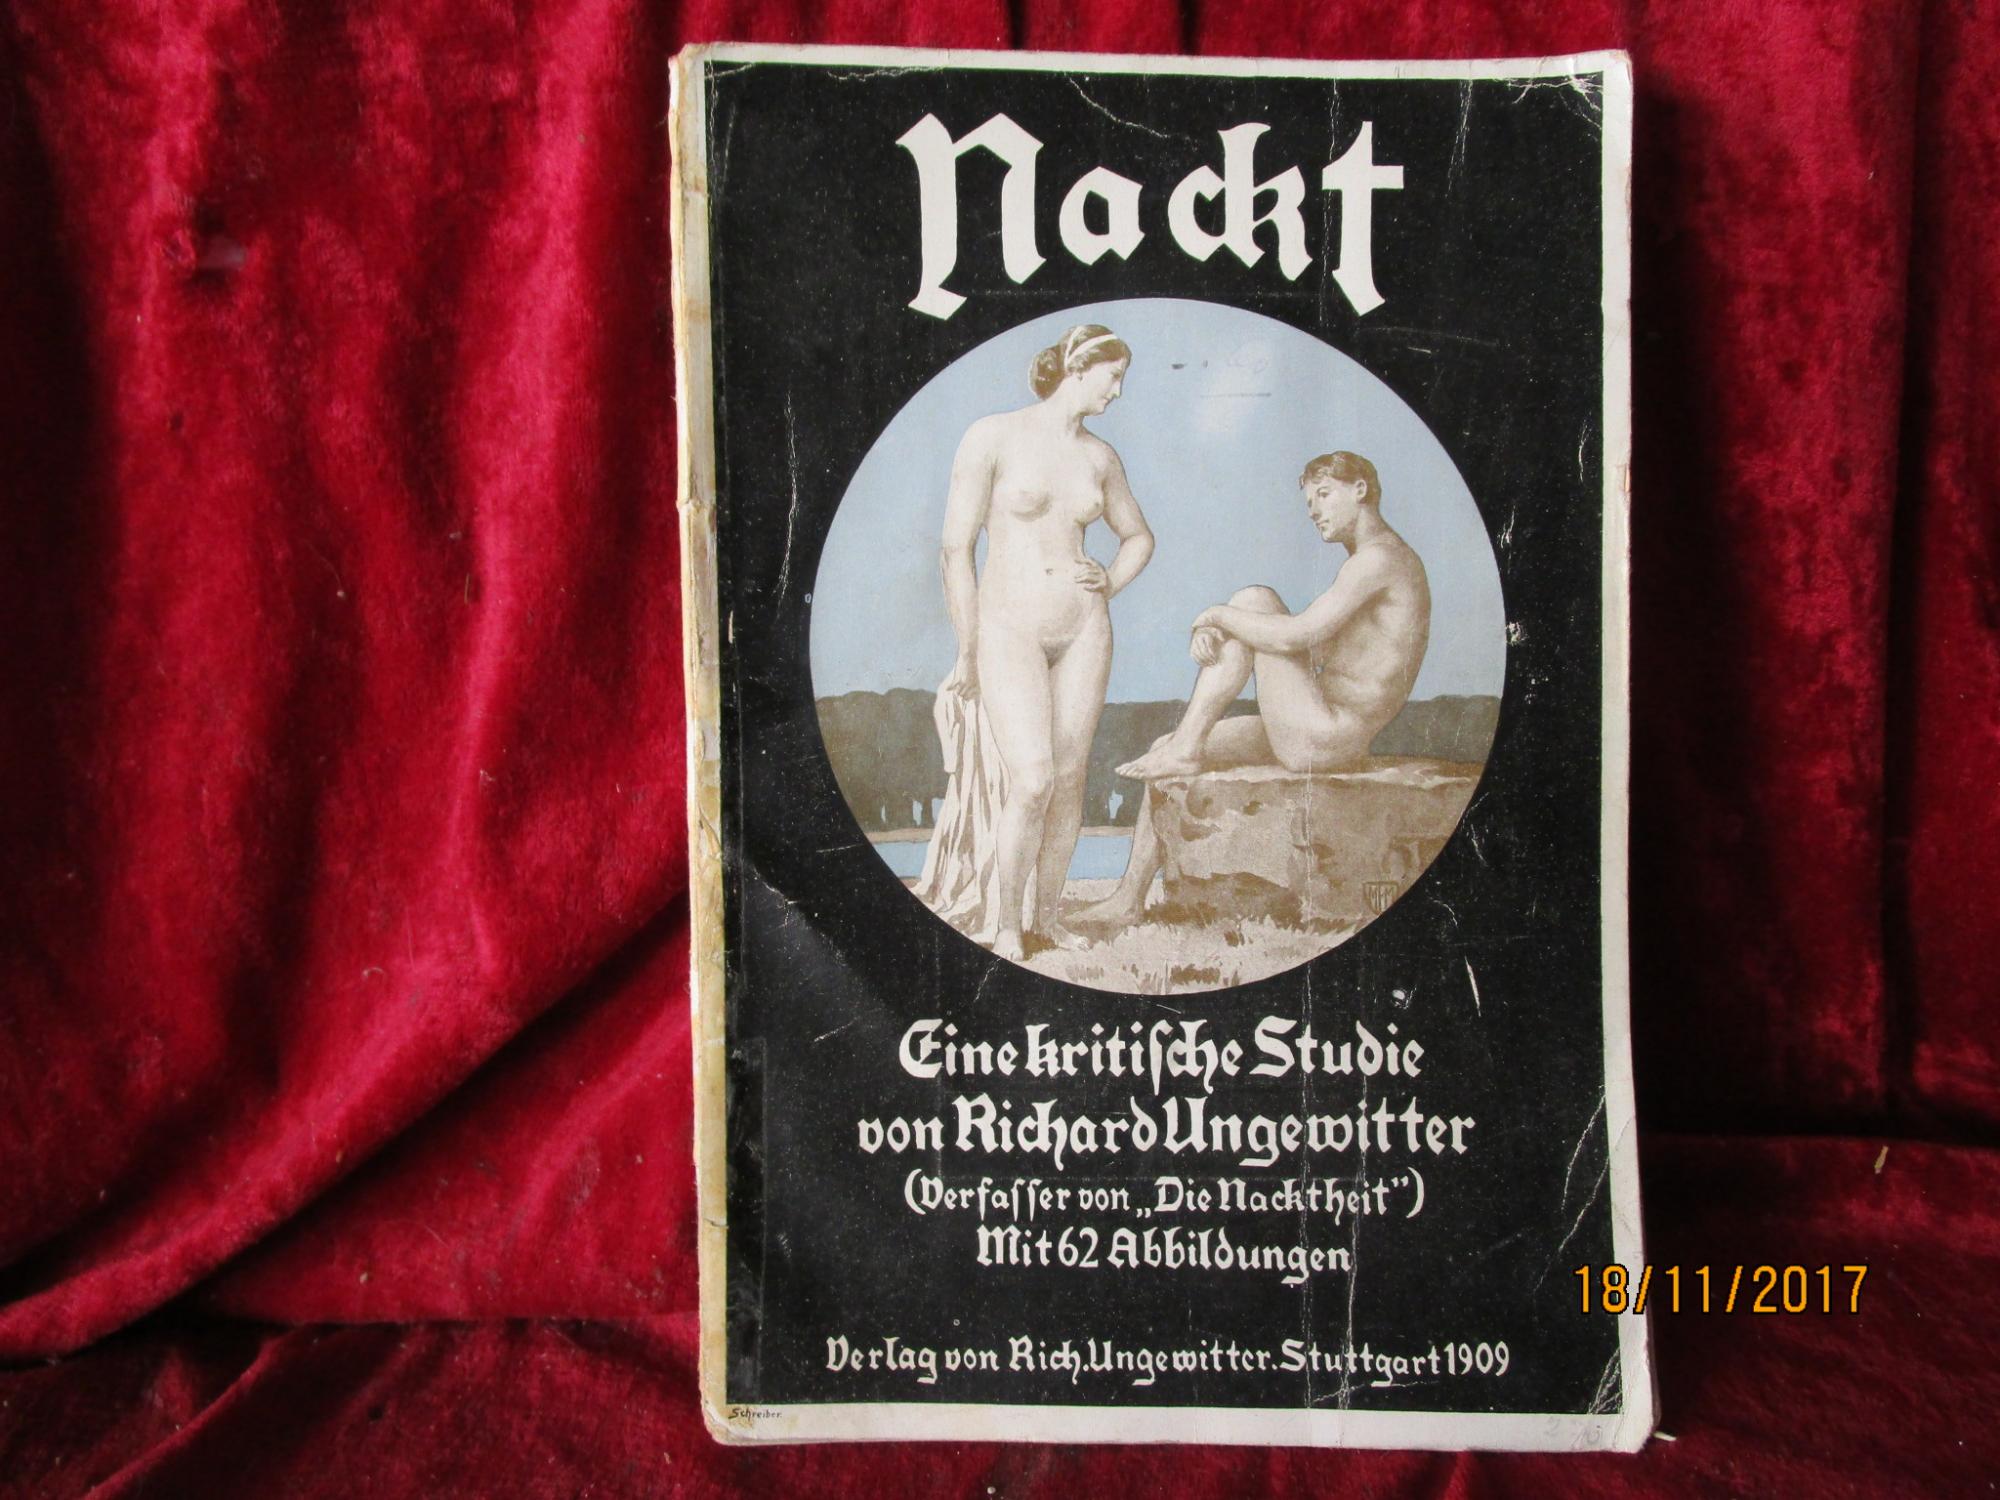 Nackt
MFM
Eine kritiſche Studie
von Richard Ungewitter
(Verfaſſer von „Die Nacktheit")
Mit 62 Abbildungen
Verlag von Rich. Ungewitter. Stuttgart 1909
Schreiber.
18/11/2017